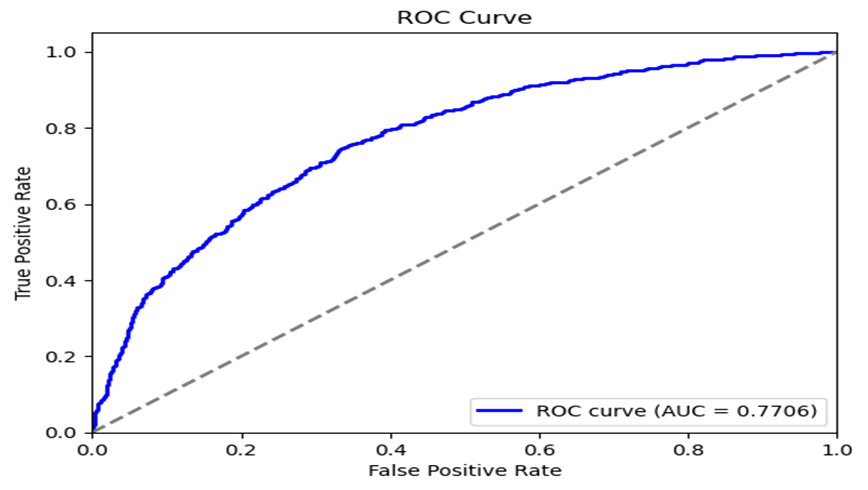 ROC Curve
True Positive Rate
1.0
0.8
0.6
0.4
0.2
0.0
0.0 0.2 0.4 0.6 0.8 1.0
False Positive Rate
ROC curve (AUC = 0.7706)